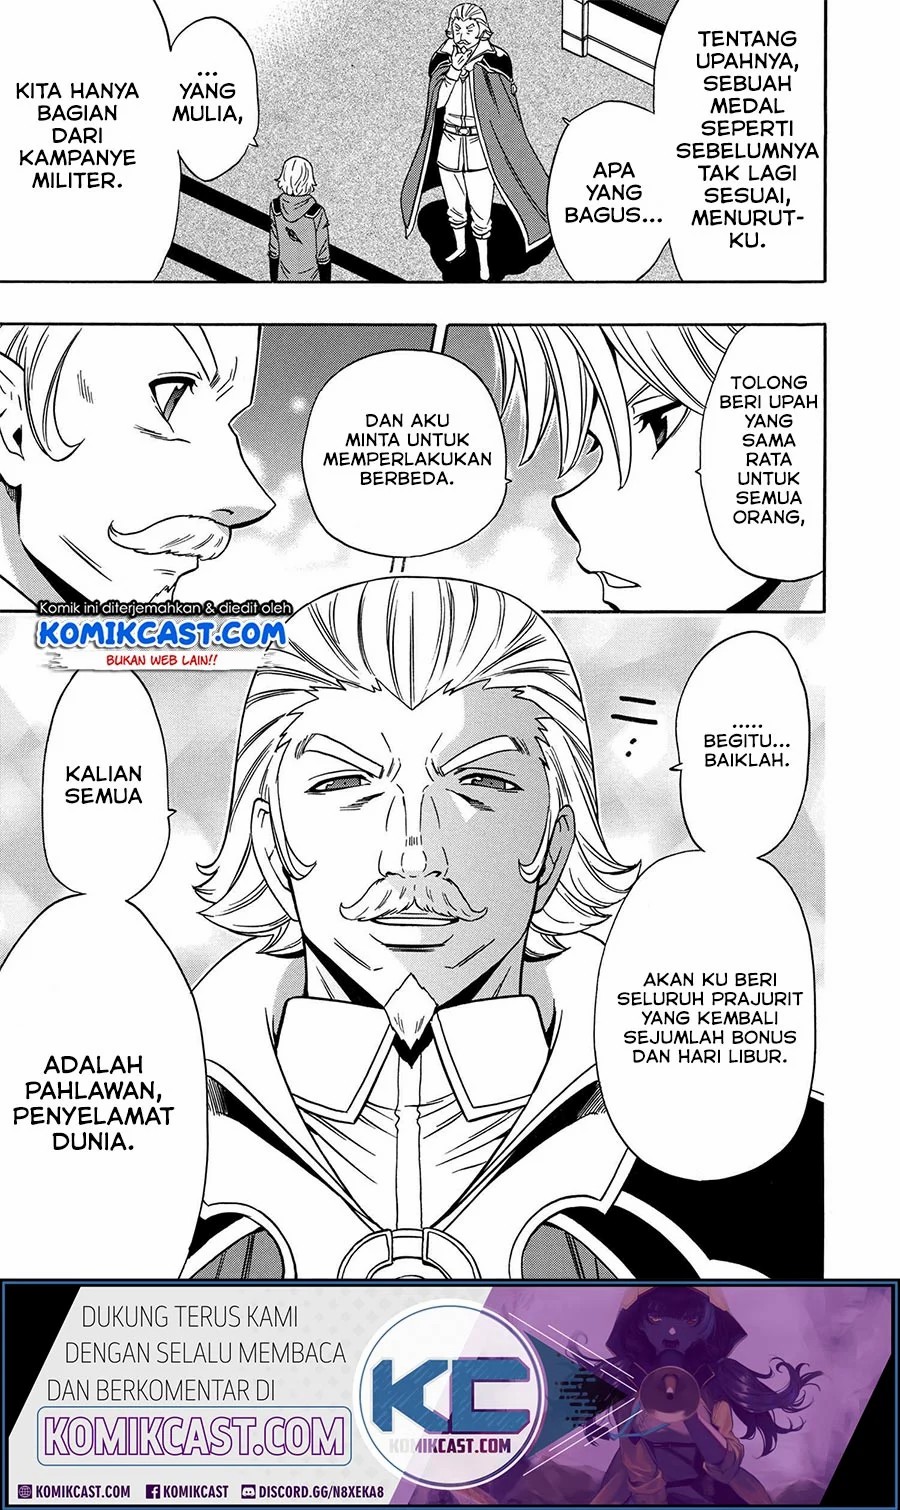 TENTANG
UPAHNYA,
SEBUAH
MEDAL
SEPERTI
SEBELUMNYA
TAK LAGI
SESUAI,
MENURUT-
KU.
APA
YANG
BAGUS...
...
YANG
MULIA,
KITA HANYA
BAGIAN
DARI
KAMPANYE
MILITER.
TOLONG
BERI UPAH
YANG
SAMA
RATA
UNTUK
SEMUA
ORANG,
DAN AKU
MINTA UNTUK
MEMPERLAKUKAN
BERBEDA.
Komik ini diterjemahkan & diedit oleh
KOMIKCAST.COM
BUKAN WEB LAIN!!
.....
BEGITU...
BAIKLAH.
AKAN KU BERI
SELURUH PRAJURIT
YANG KEMBALI
SEJUMLAH BONUS
DAN HARI LIBUR.
KALIAN
SEMUA
ADALAH
PAHLAWAN,
PENYELAMAT
DUNIA.
DUKUNG TERUS KAMI
DENGAN SELALU MEMBACA
DAN BERKOMENTAR DI
KOMIKCAST.COM
KC
KOMIKCAST.COM
KOMIKCAST.COM KOMIKCAST DISCORD.GG/N8XEKA8